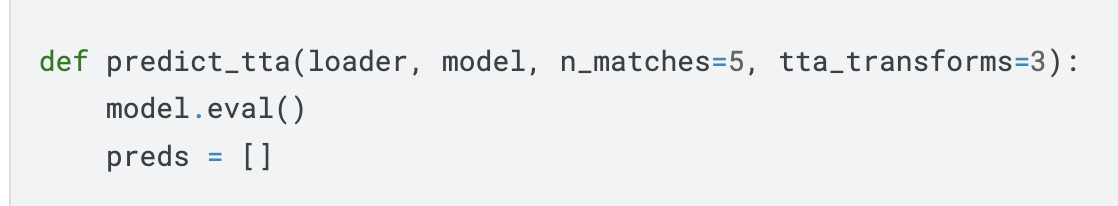 def predict_tta(loader, model, n_matches=5, tta_transforms=3):
    model.eval()
    preds = []